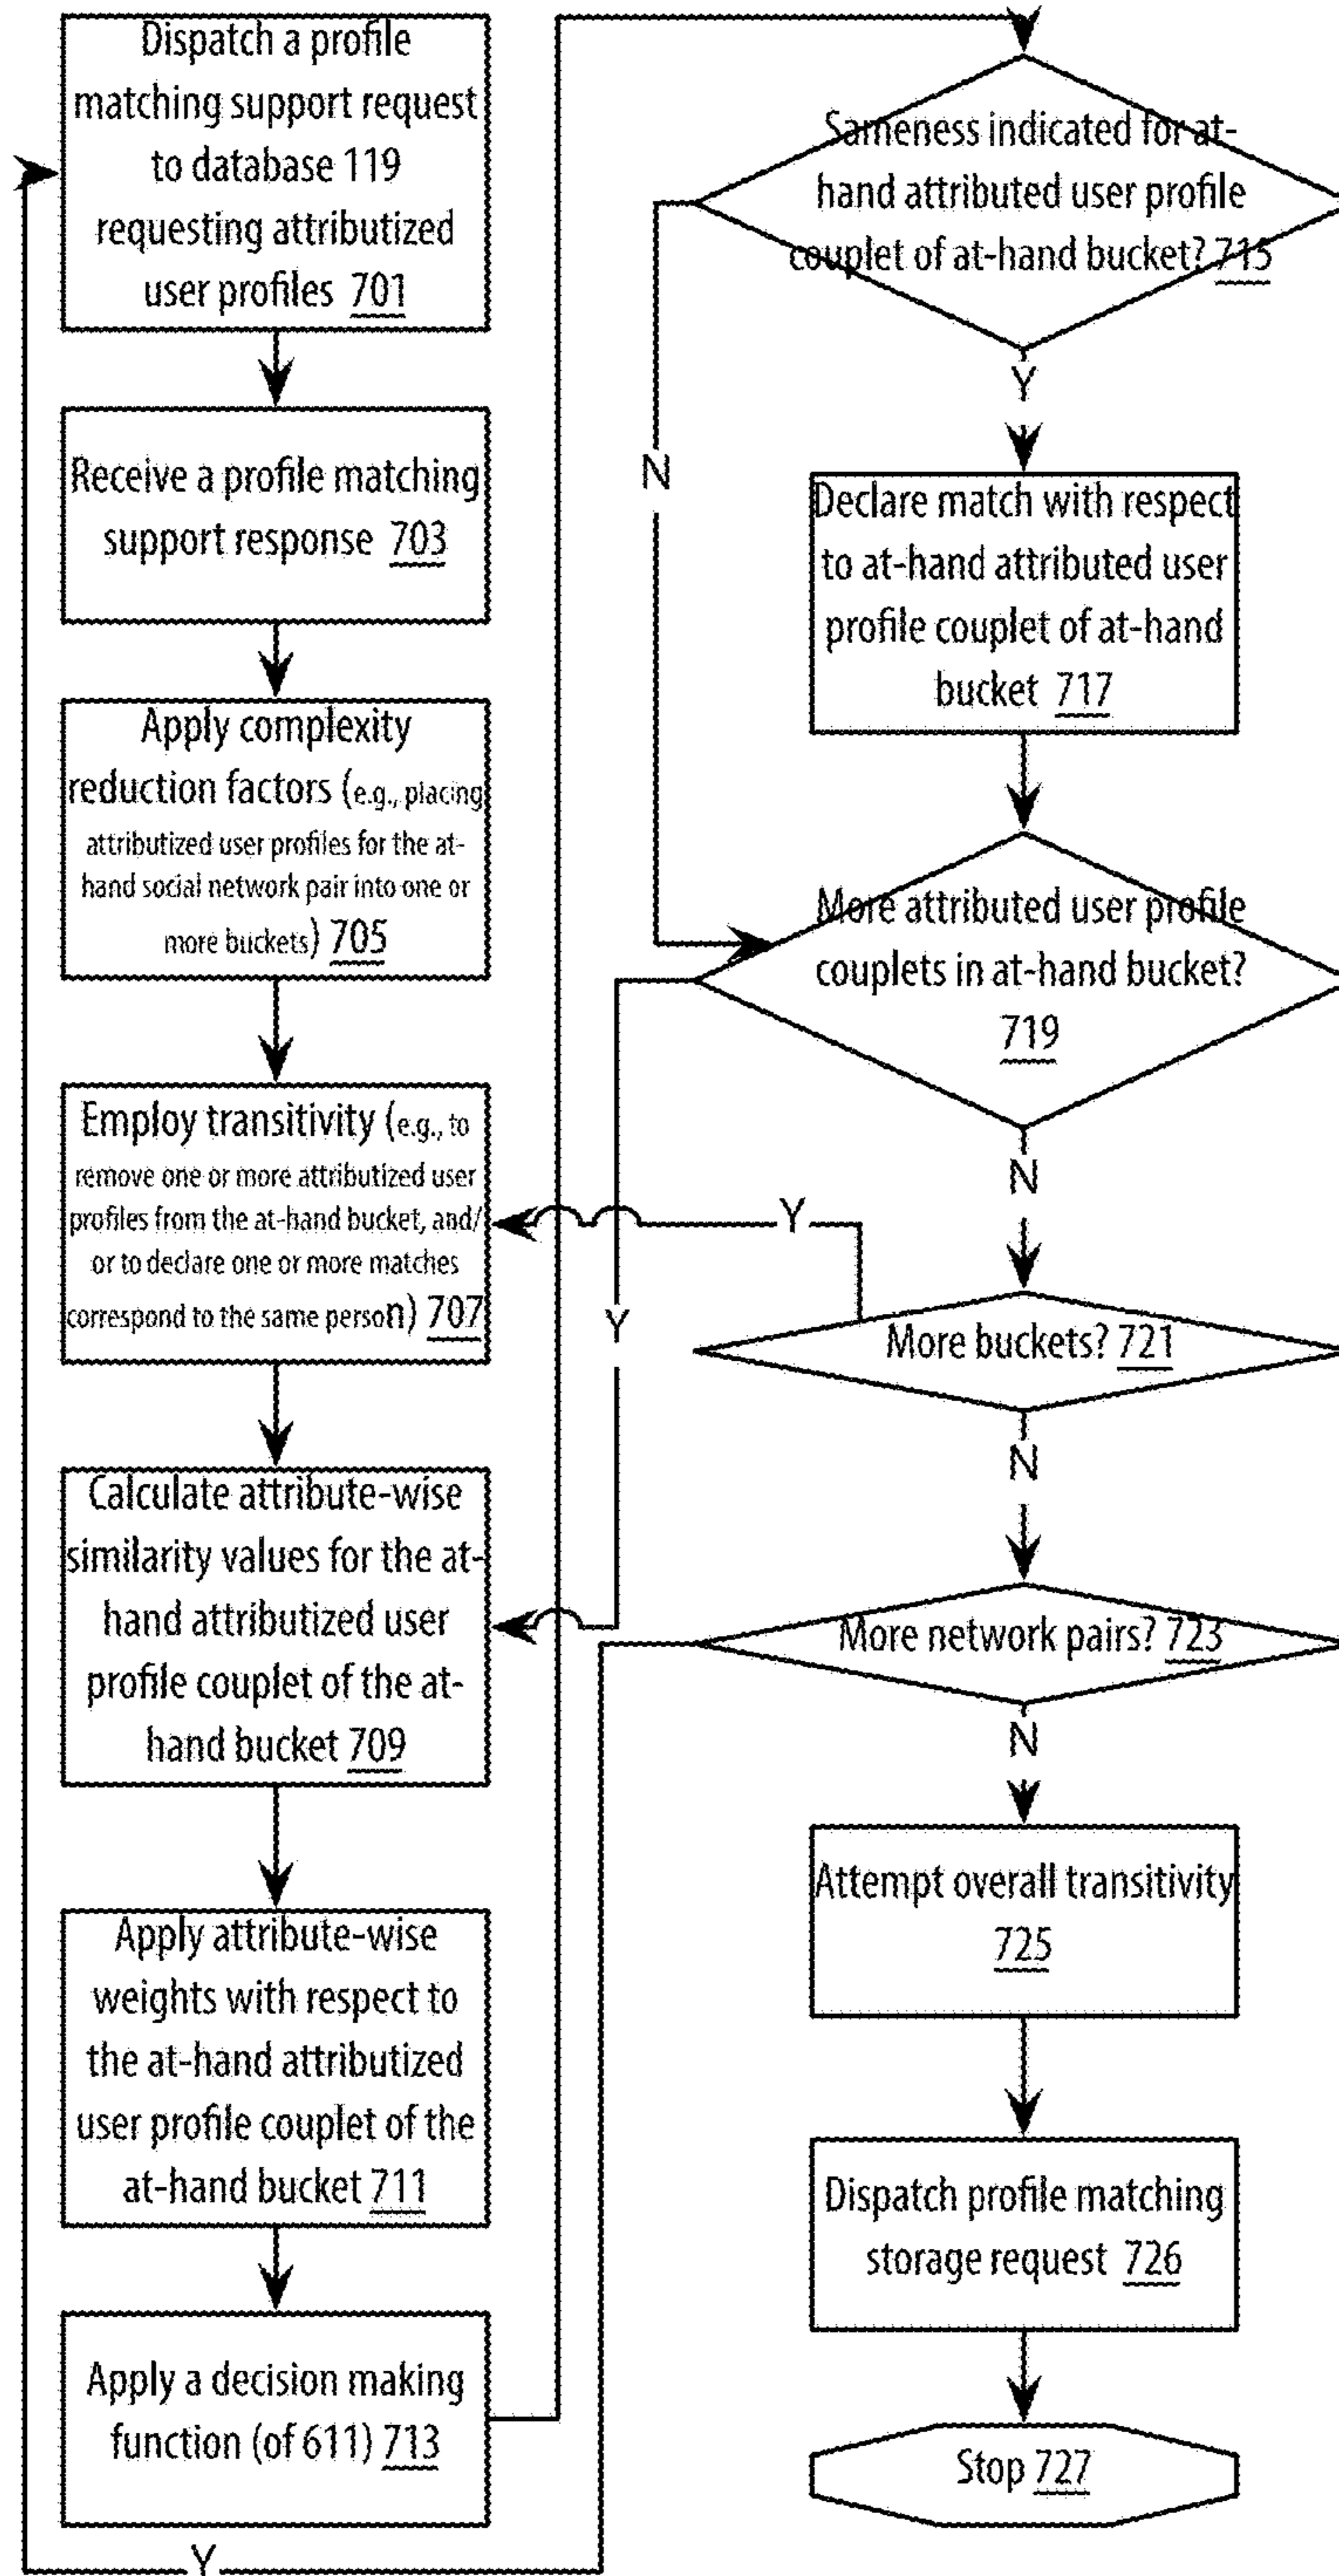 Dispatch a profile
matching support request
to database 119
requesting attributized
user profiles 701
Receive a profile matching
support response 703
Apply complexity
reduction factors (e.g., placing
attributized user profiles for the at-
hand social network pair into one or
more buckets) 705
Employ transitivity (e.g., to
remove one or more attributized user
profiles from the at-hand bucket, and/
or to declare one or more matches
correspond to the same person) 707
Calculate attribute-wise
similarity values for the at-
hand attributized user
profile couplet of the at-
hand bucket 709
Apply attribute-wise
weights with respect to
the at-hand attributized
user profile couplet of the
at-hand bucket 711
Apply a decision making
function (of 611) 713
Y
Sameness indicated for at-
hand attributed user profile
couplet of at-hand bucket? 715
Y
N
Declare match with respect
to at-hand attributed user
profile couplet of at-hand
bucket 717
More attributed user profile
couplets in at-hand bucket?
719
N
Y
Y
More buckets? 721
N
More network pairs? 723
N
Attempt overall transitivity
725
Dispatch profile matching
storage request 726
Stop 727